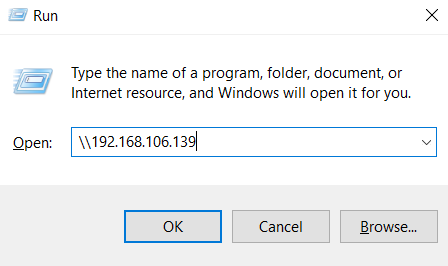 Run
Type the name of a program, folder, document, or
Internet resource, and Windows will open it for you.
Open: \\192.168.106.139
OK Cancel Browse...